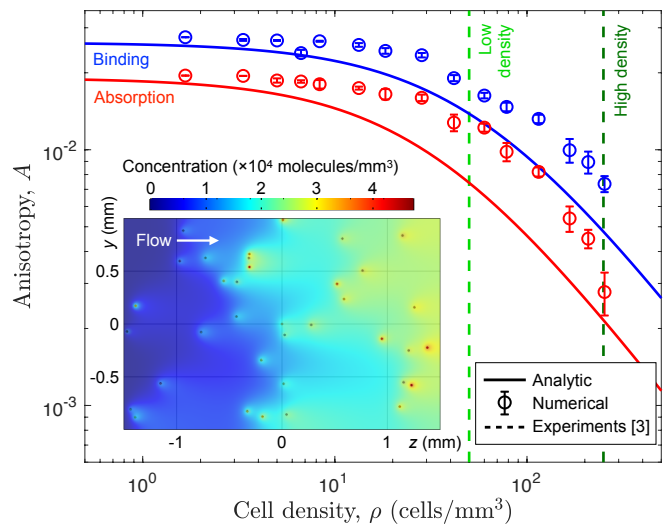 Binding
Absorption
Low
density
High density
Concentration (×10⁴ molecules/mm³)
0 1 2 3 4
Flow
y (mm)
0.5
0
-0.5
-1 0 1 z (mm)
Analytic
Numerical
Experiments [3]
Anisotropy, A
10⁻²
10⁻³
10⁰ 10¹ 10² 
Cell density, ρ (cells/mm³)